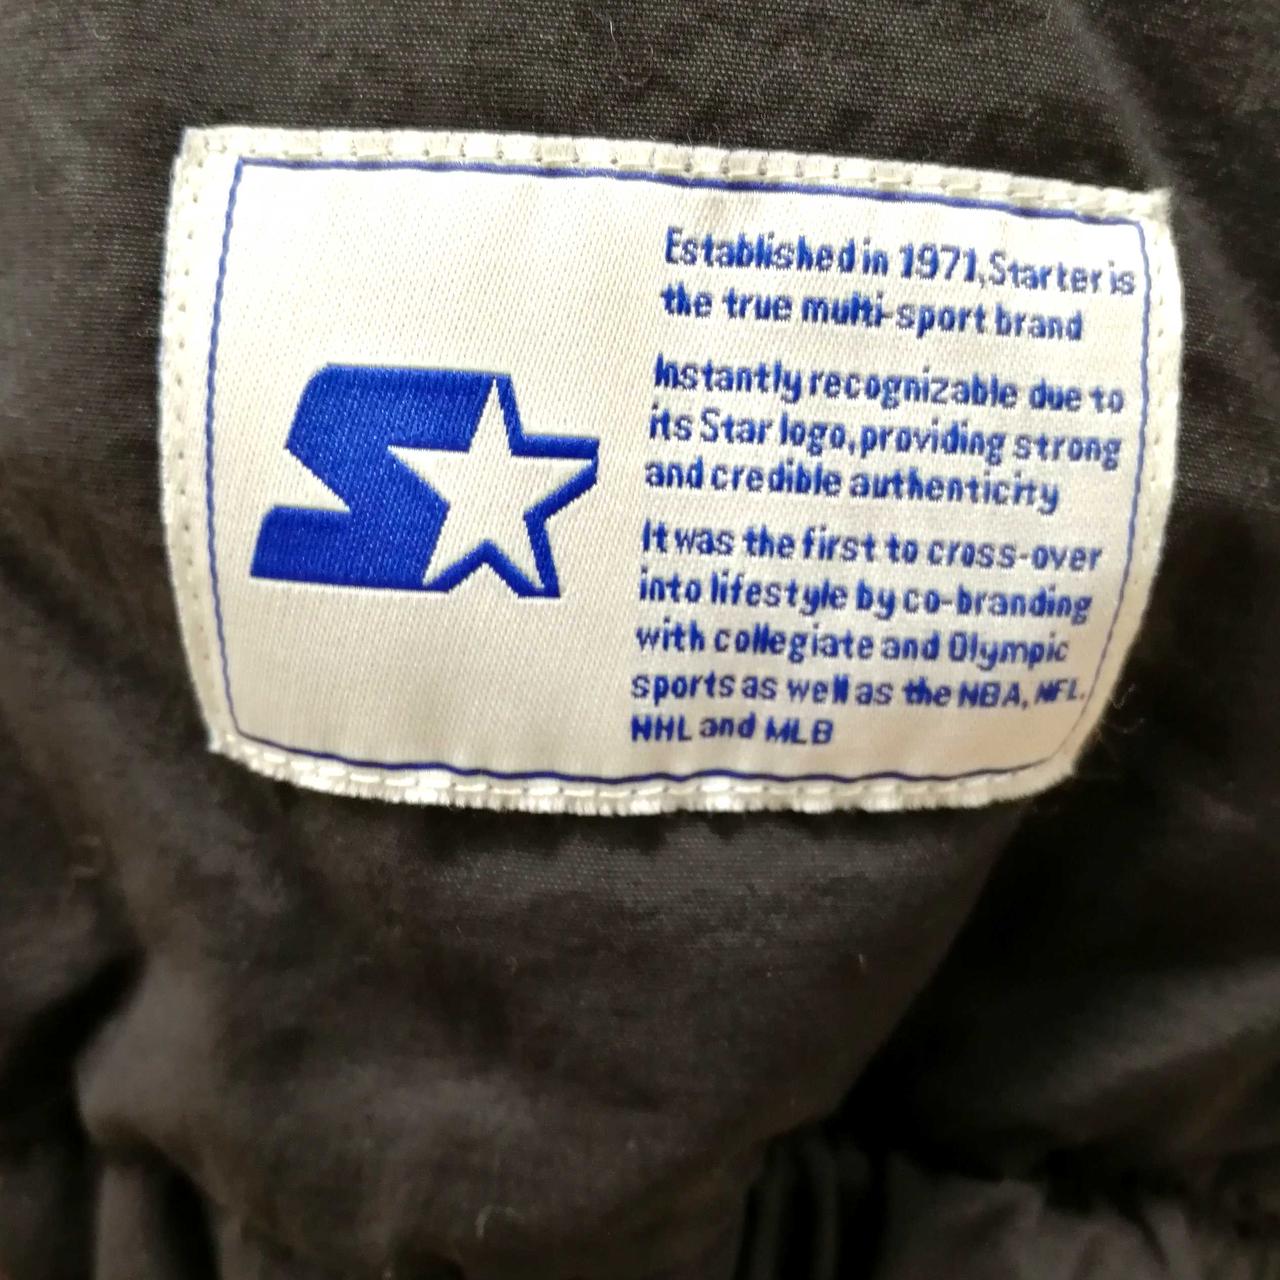 Established in 1971, Starter is
the true multi-sport brand
Instantly recognizable due to
its Star logo, providing strong
and credible authenticity
It was the first to cross-over
into lifestyle by co-branding
with collegiate and Olympic
sports as well as the NBA, NFL.
NHL and MLB